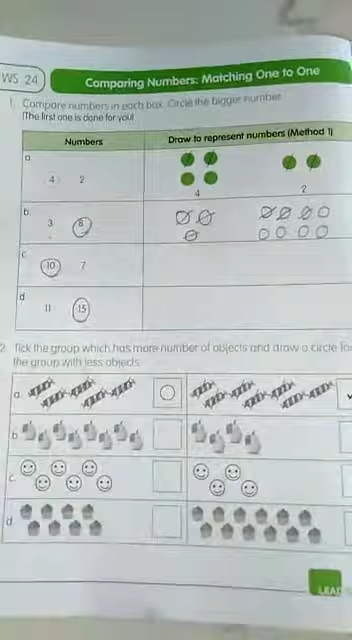 WS 24
Comparing Numbers: Matching One to One
1. Compare numbers in each box. Circle the bigger number.
(The first one is done for you)
Numbers Draw to represent numbers (Method 1)
a.
4 2
4 2
b.
3 8
c.
10 7
d.
11 15
2. Tick the group which has more number of objects and draw a circle for
the group with less objects.
a.
b.
c.
d.
LEAD